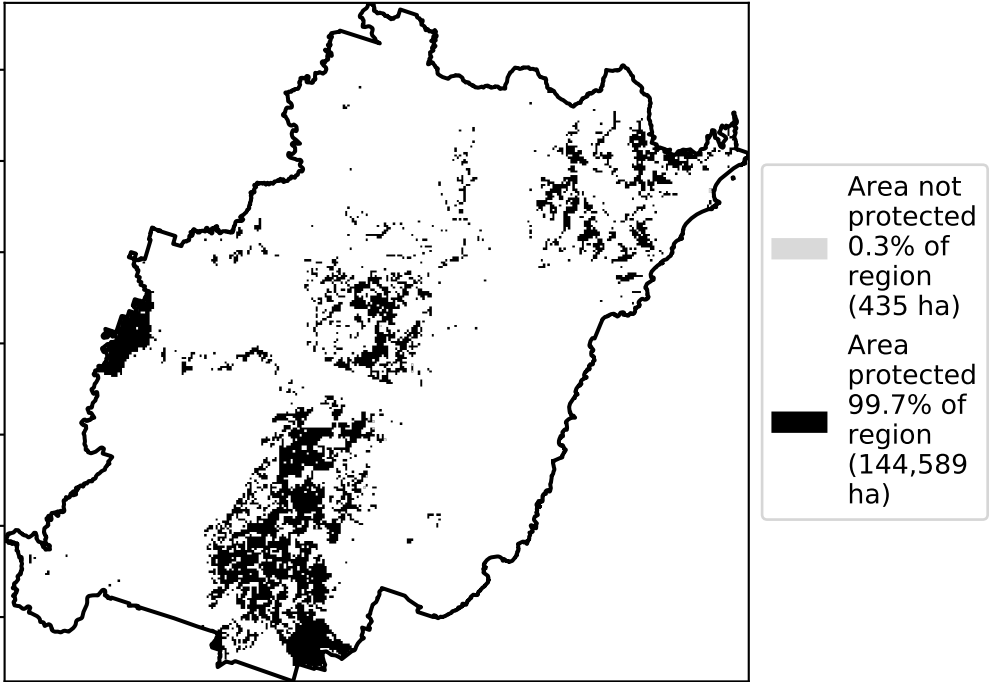 Area not
protected
0.3% of
region
(435 ha)
Area
protected
99.7% of
region
(144,589
ha)